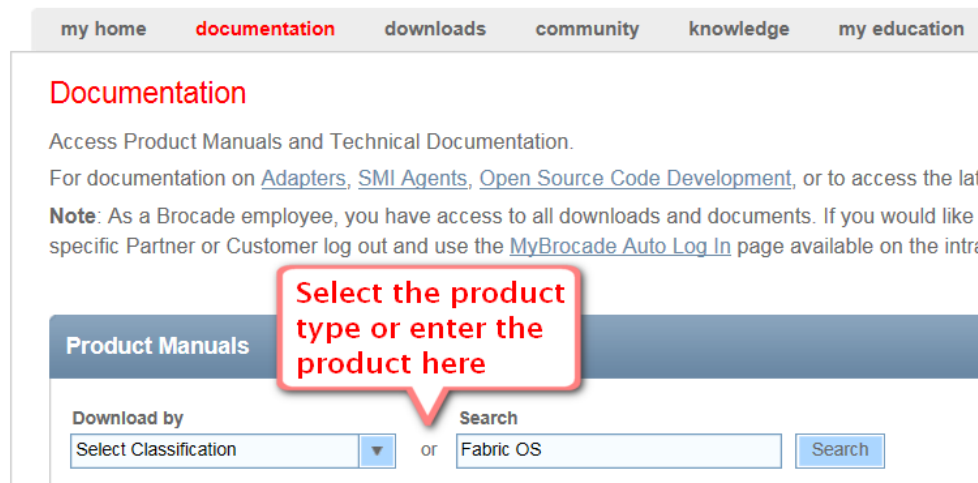 my home documentation downloads community knowledge my education
Documentation
Access Product Manuals and Technical Documentation.
For documentation on Adapters, SMI Agents, Open Source Code Development, or to access the
Note: As a Brocade employee, you have access to all downloads and documents. If you would like
specific Partner or Customer log out and use the MyBrocade Auto Log In page available on the
Select the product
type or enter the
product here
Product Manuals
Download by Search
Select Classification or Fabric OS Search